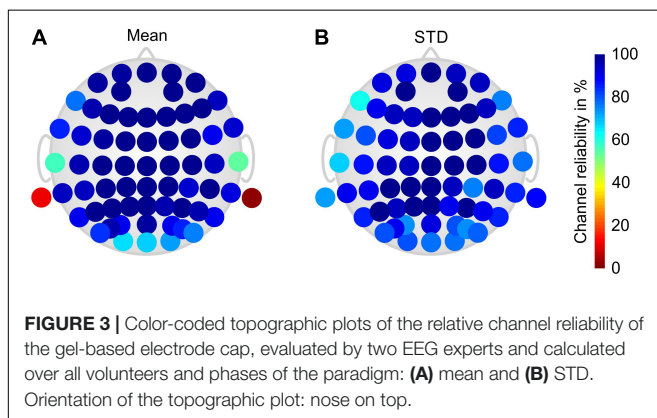 A Mean B STD
100
80
60
40
20
0
Channel reliability in %
FIGURE 3 | Color-coded topographic plots of the relative channel reliability of
the gel-based electrode cap, evaluated by two EEG experts and calculated
over all volunteers and phases of the paradigm: (A) mean and (B) STD.
Orientation of the topographic plot: nose on top.